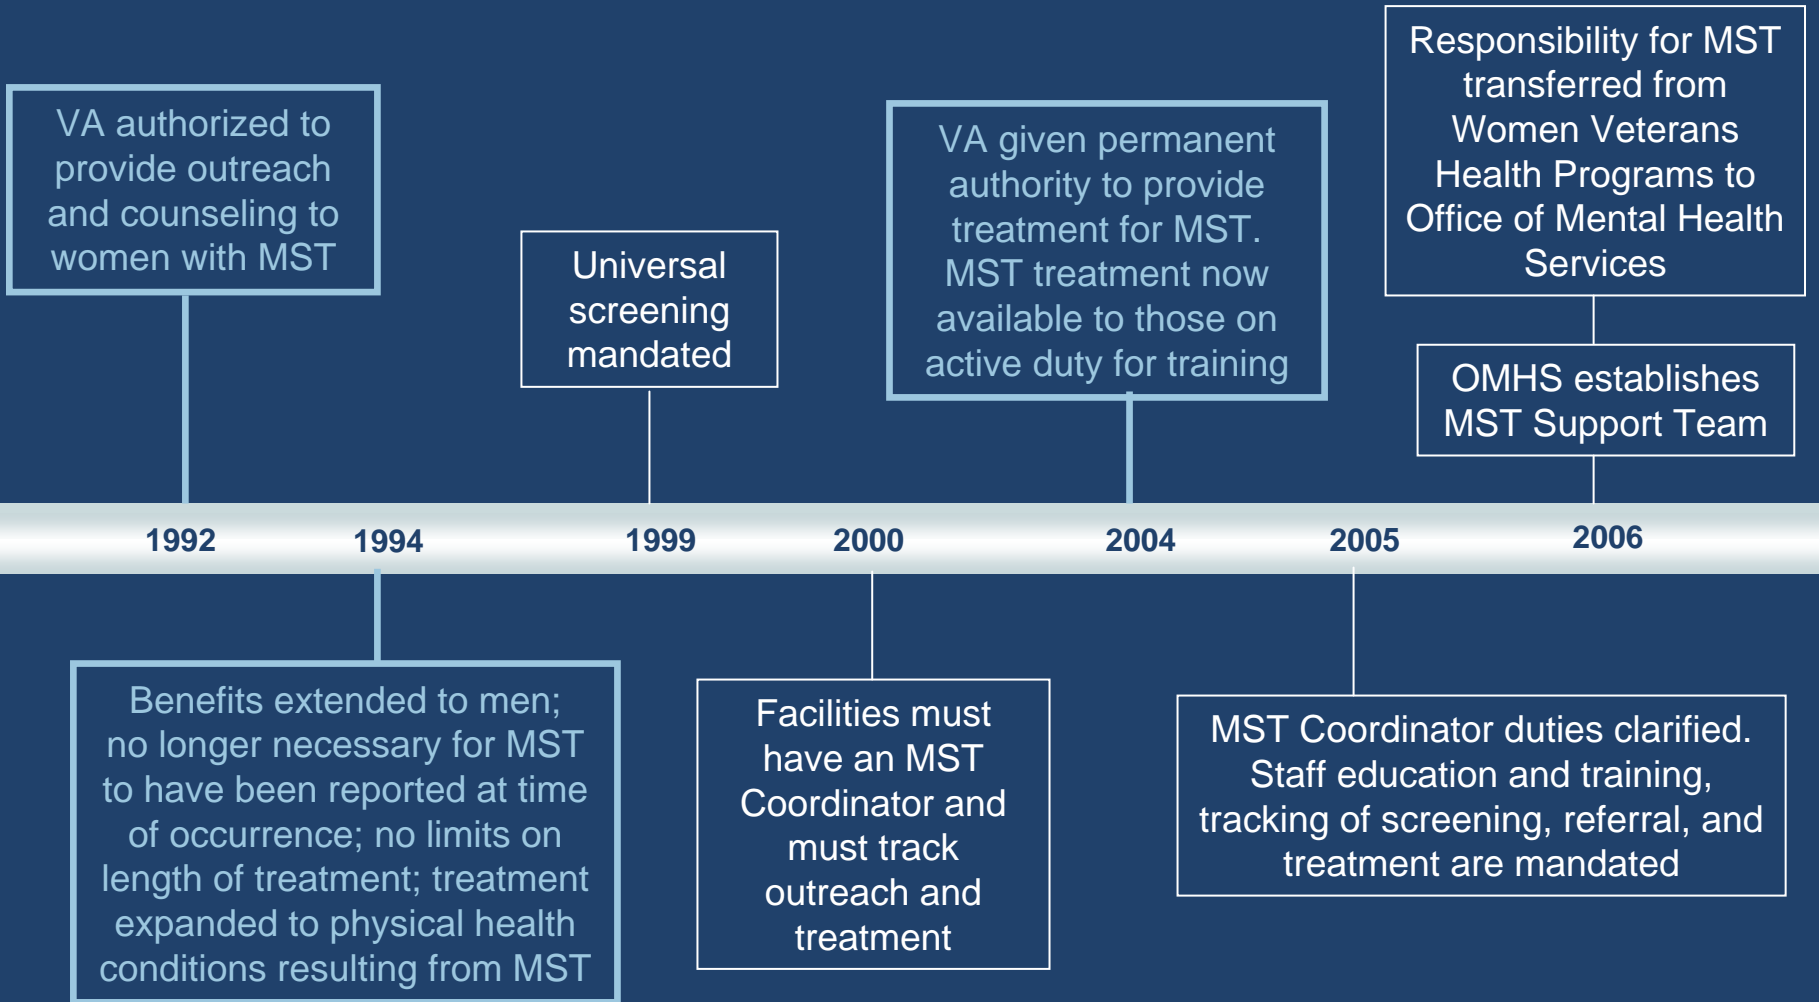 VA authorized to
provide outreach
and counseling to
women with MST
Universal
screening
mandated
VA given permanent
authority to provide
treatment for MST.
MST treatment now
available to those on
active duty for training
Responsibility for MST
transferred from
Women Veterans
Health Programs to
Office of Mental Health
Services
OMHS establishes
MST Support Team
1992 1994 1999 2000 2004 2005 2006
Benefits extended to men;
no longer necessary for MST
to have been reported at time
of occurrence; no limits on
length of treatment; treatment
expanded to physical health
conditions resulting from MST
Facilities must
have an MST
Coordinator and
must track
outreach and
treatment
MST Coordinator duties clarified.
Staff education and training,
tracking of screening, referral, and
treatment are mandated